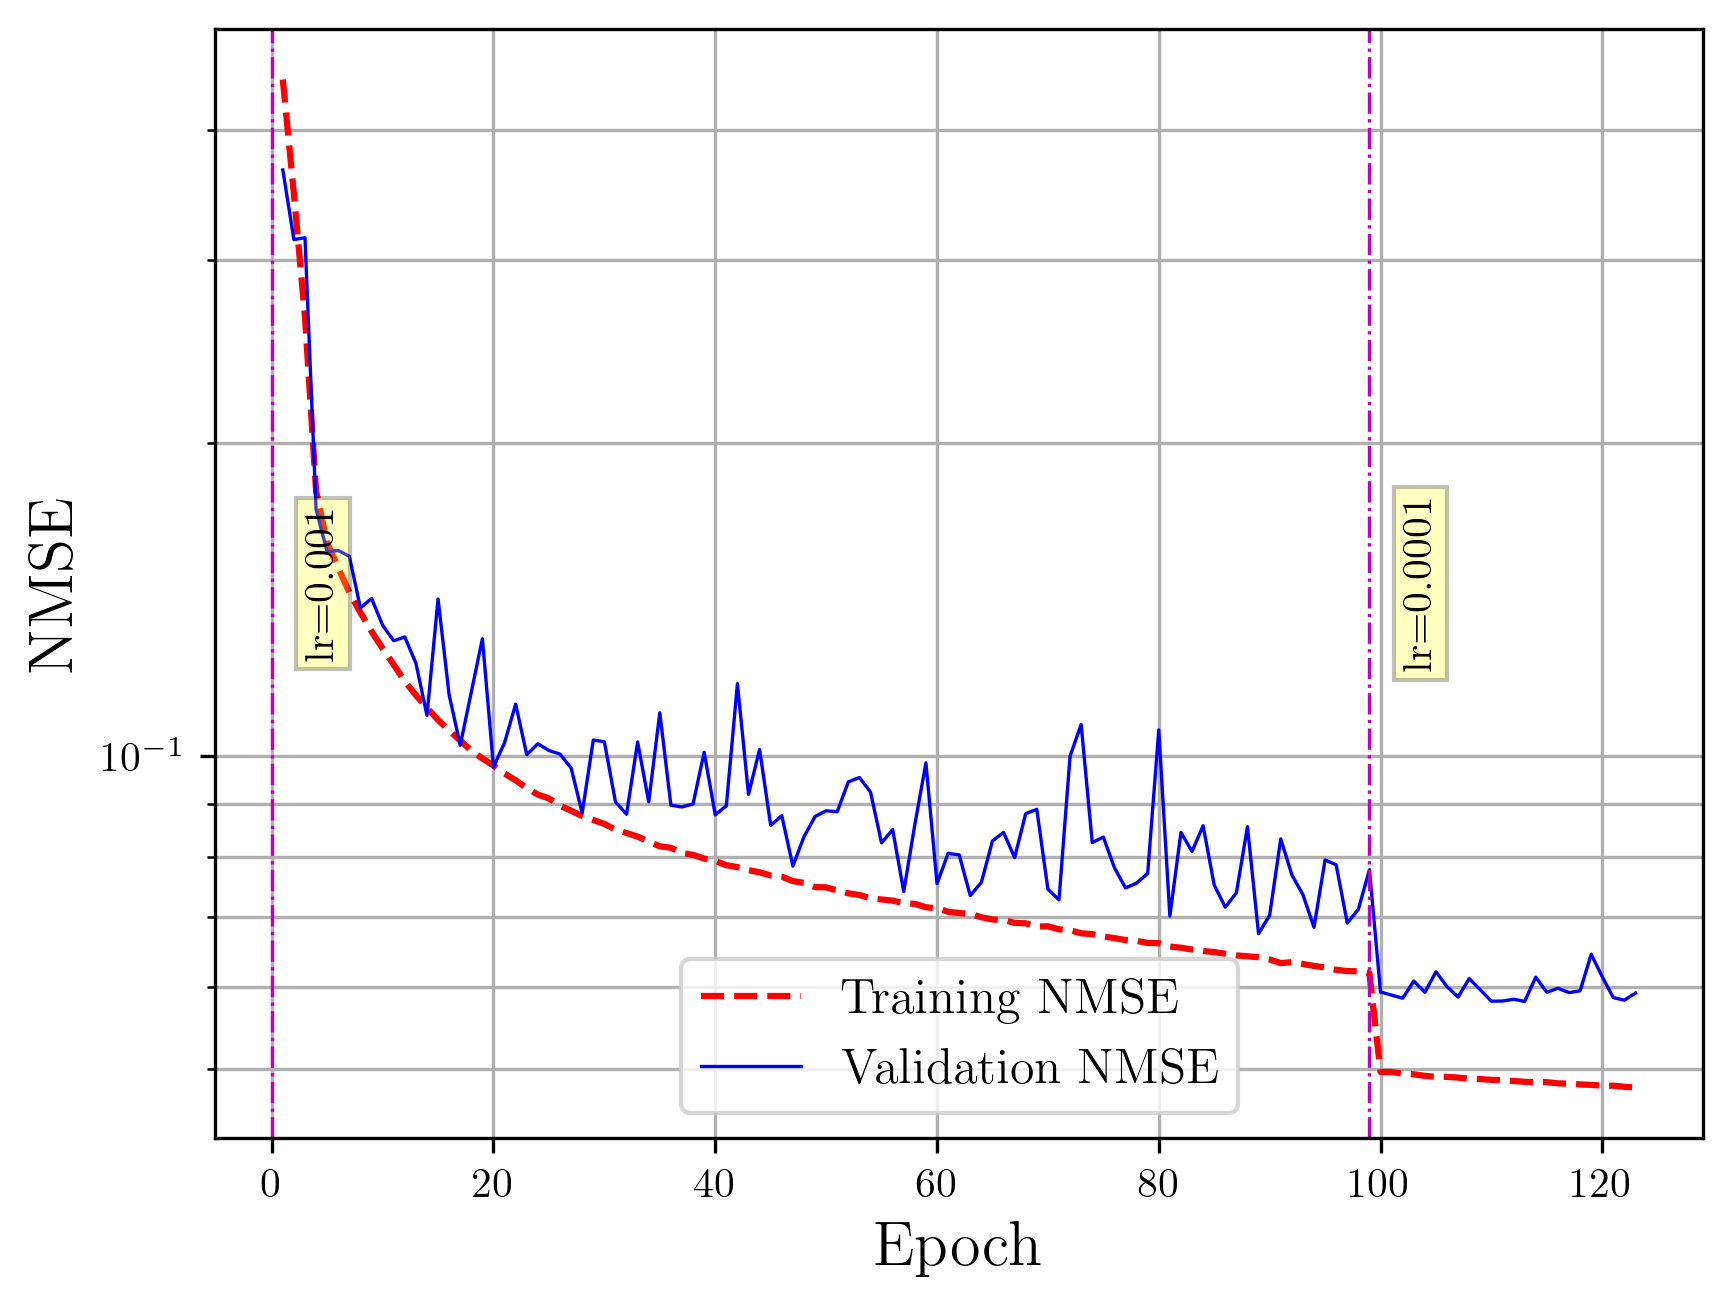 NMSE
10⁻¹
lr=0.001
lr=0.0001
Training NMSE
Validation NMSE
0 20 40 60 80 100 120
Epoch